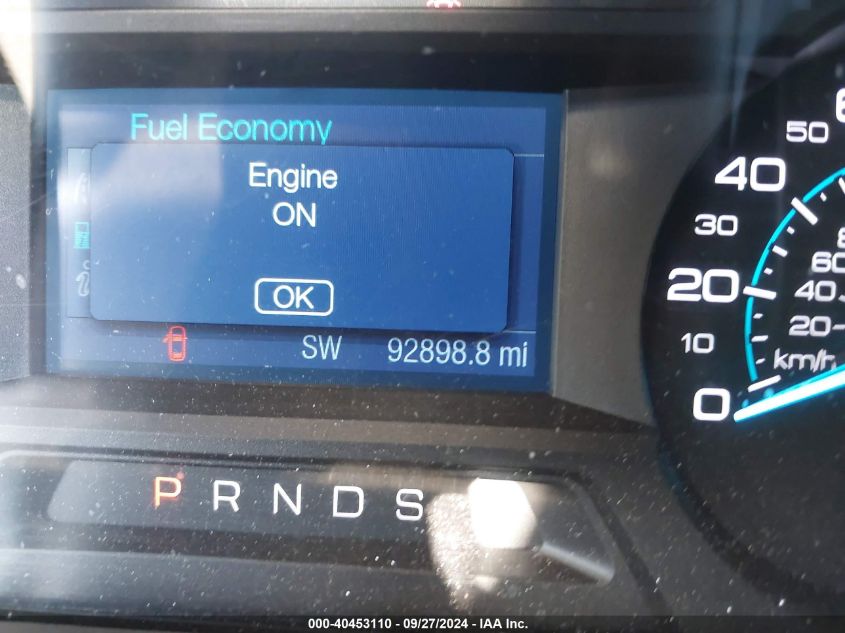 Fuel Economy
Engine
ON
OK
SW 92898.8 mi
50
40
30
60
20
40
20
10
km/h
0
P R N D S
000-40453110 - 09/27/2024 - IAA Inc.